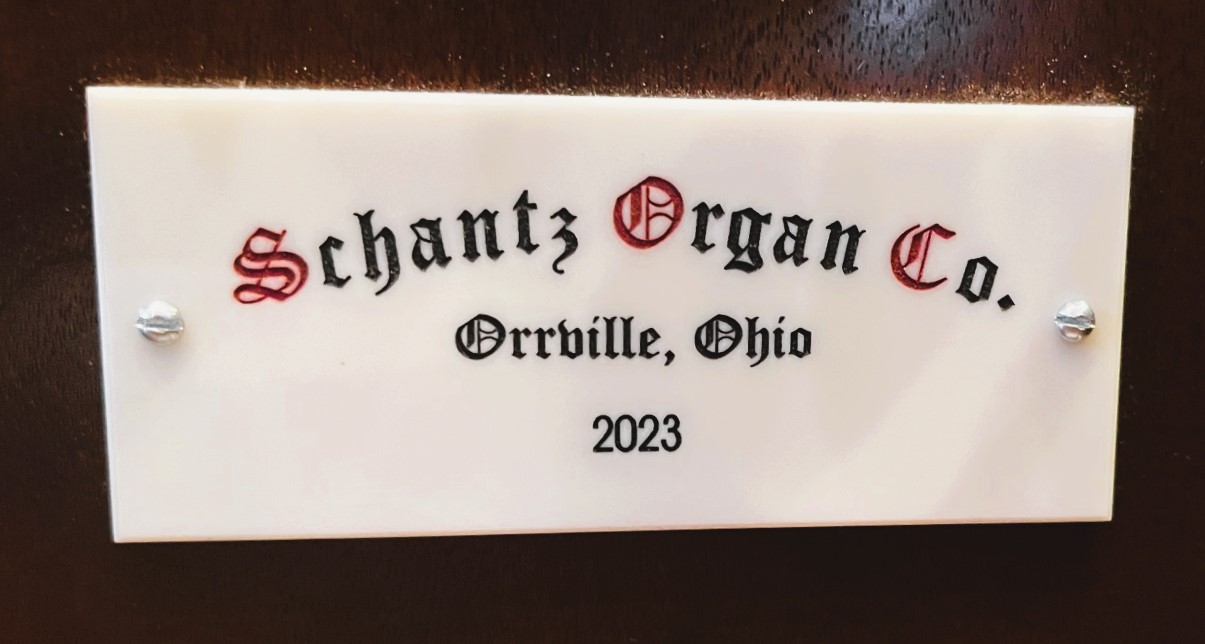 Schantz Organ Co.
Orrville, Ohio
2023